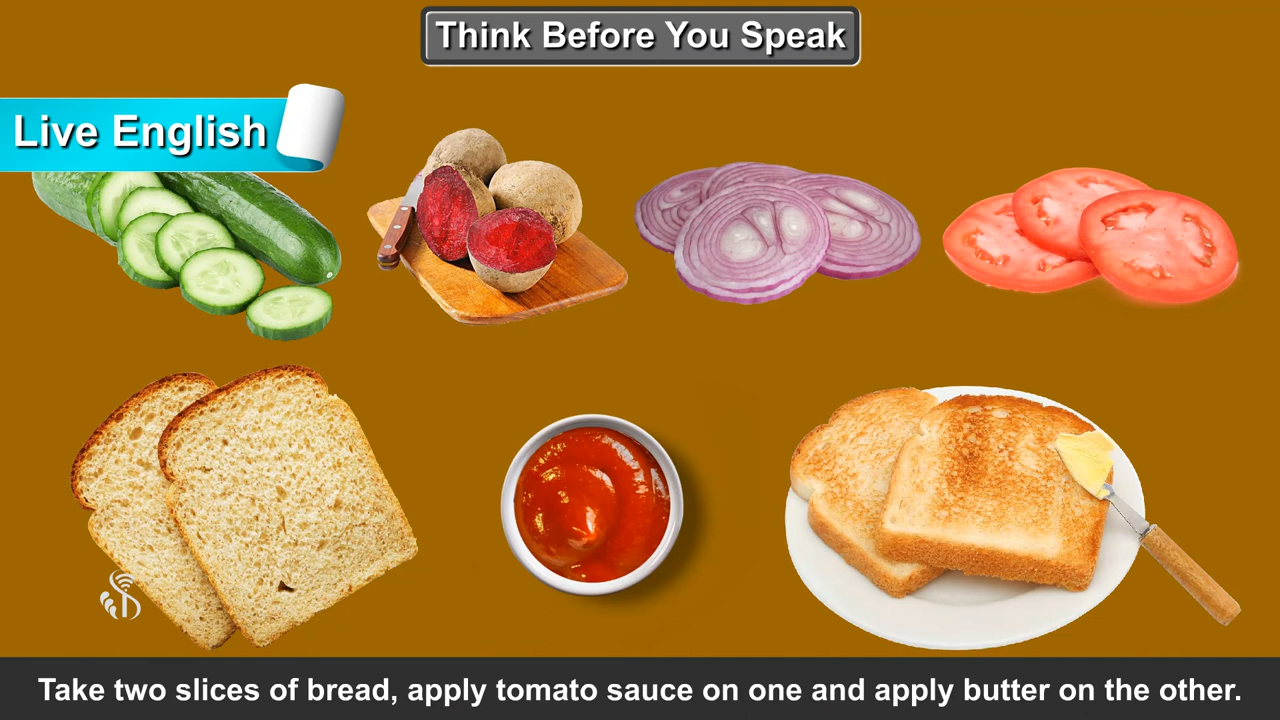 Think Before You Speak
Live English
Take two slices of bread, apply tomato sauce on one and apply butter on the other.